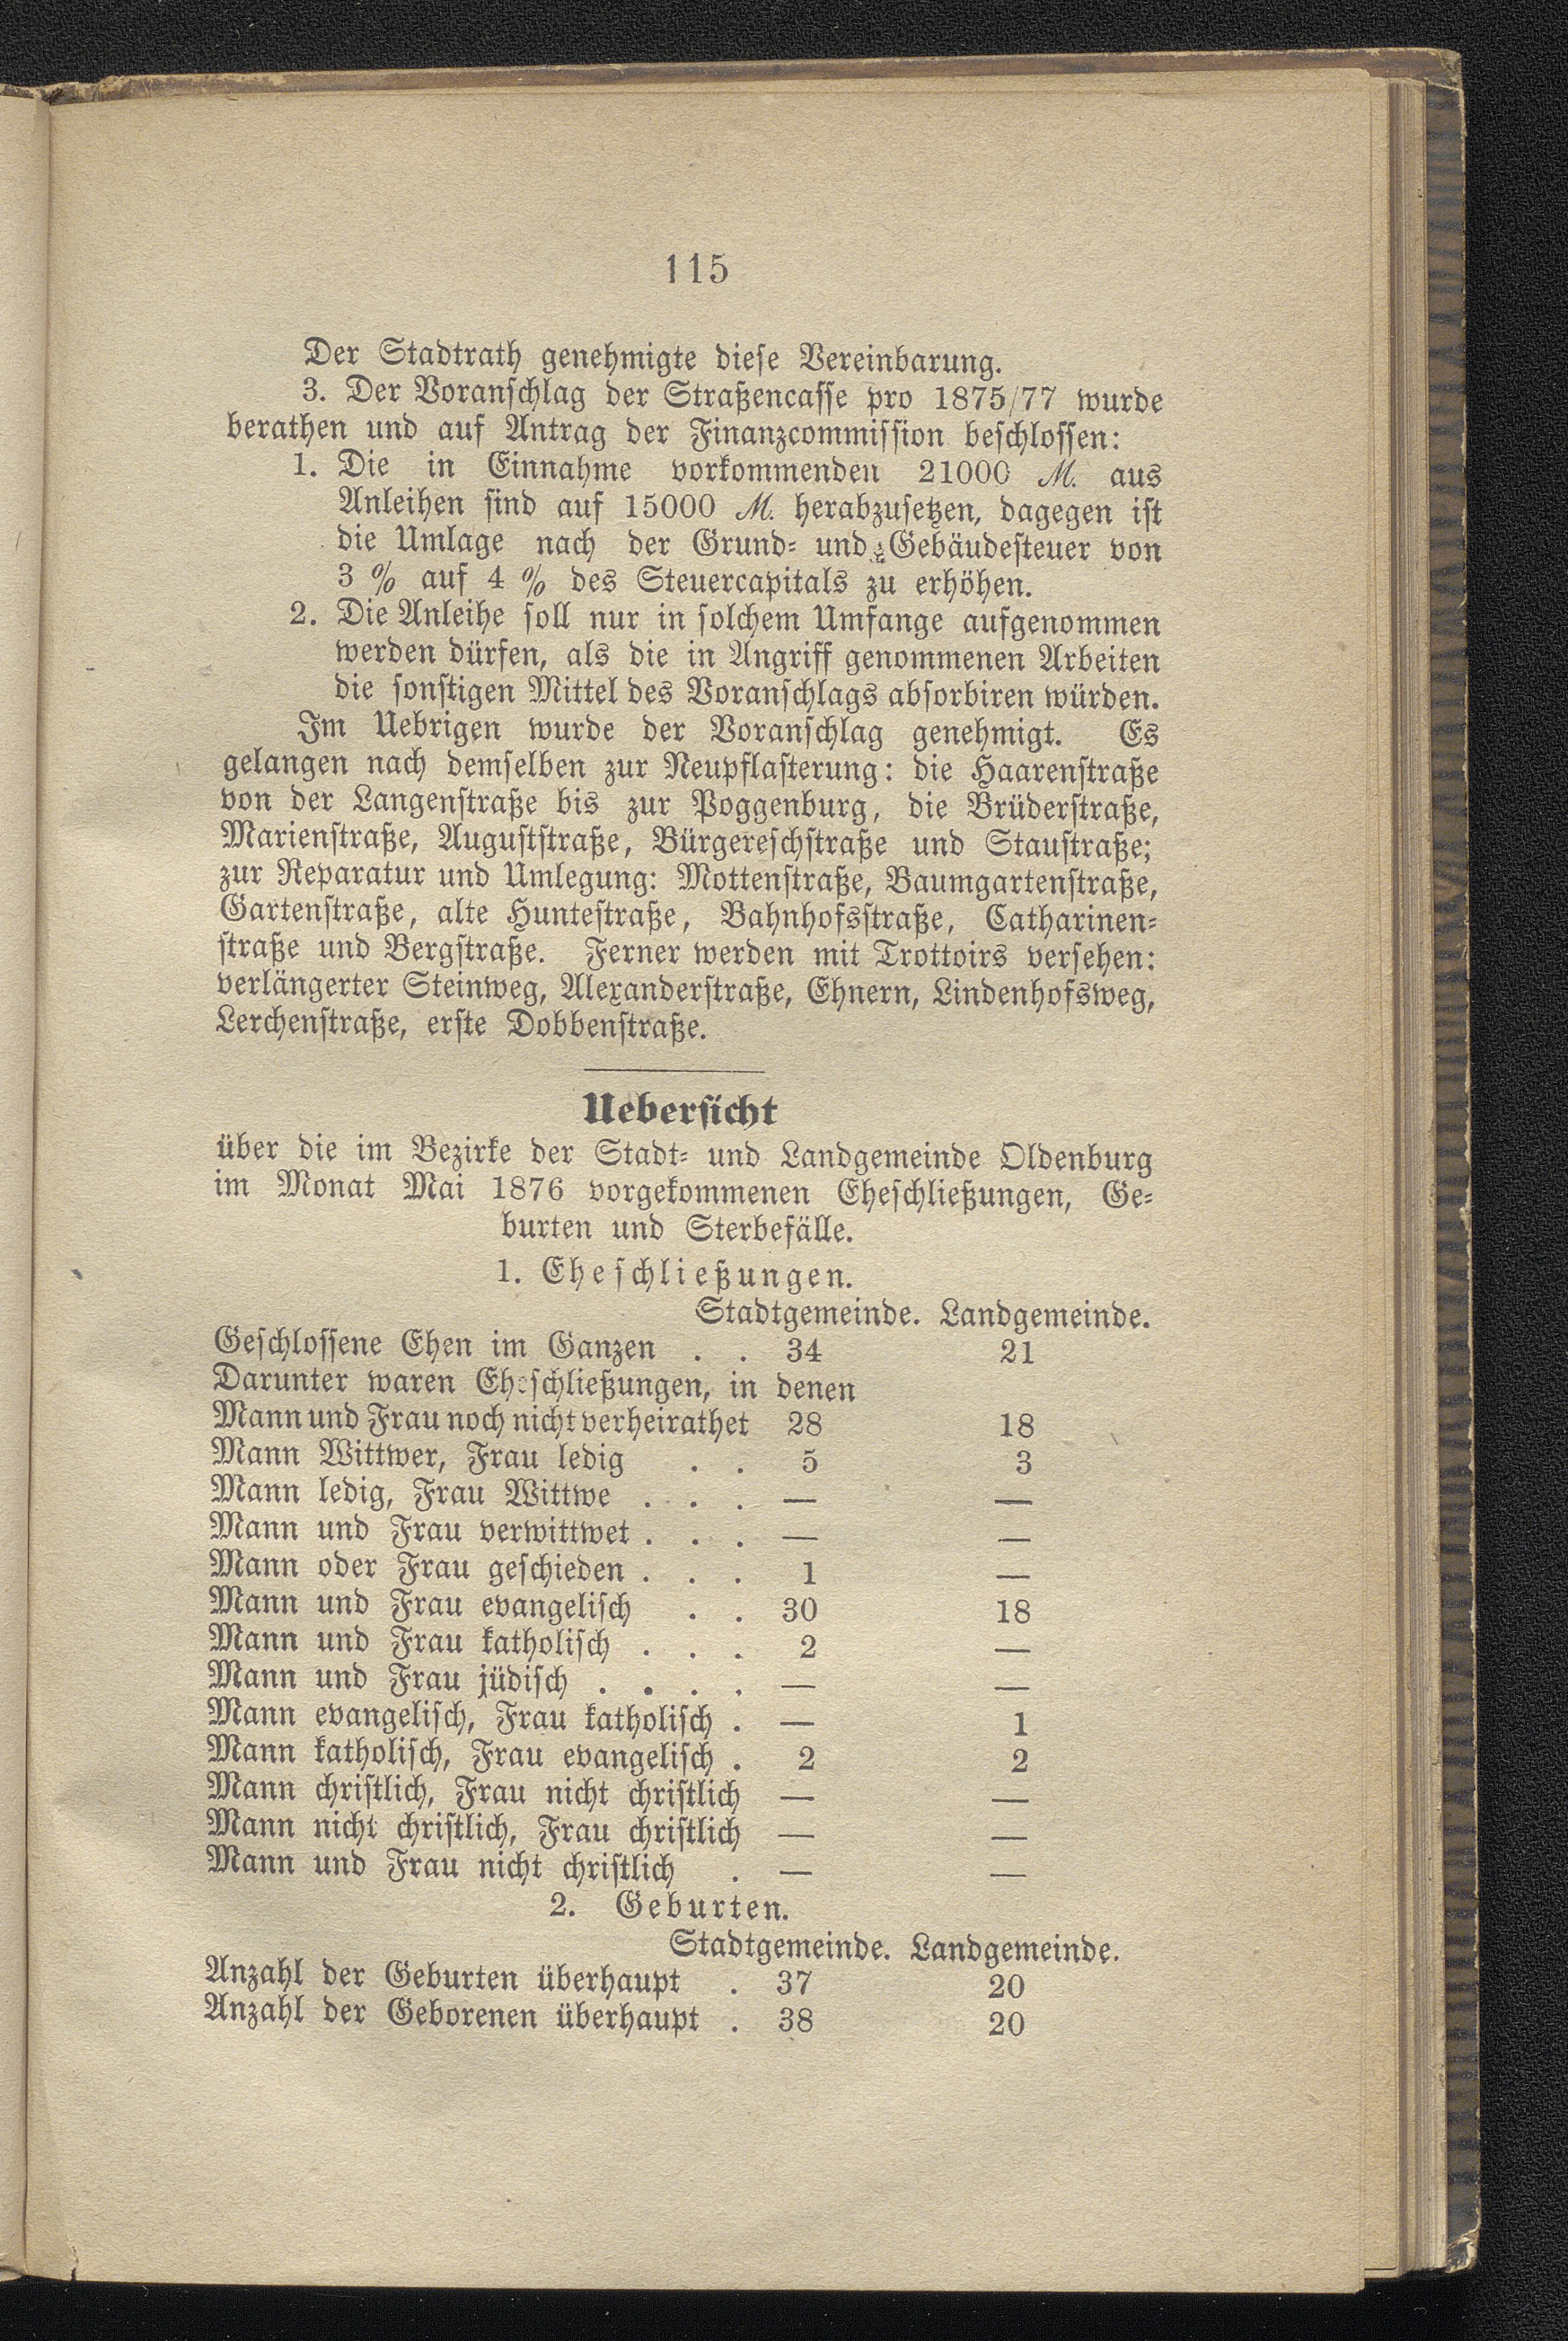 115
Der Stadtrath genehmigte diese Vereinbarung.
3. Der Voranschlag der Straßencasse pro 1875/77 wurde
berathen und auf Antrag der Finanzcommission beschlossen:
1. Die in Einnahme vorkommenden 21000 M. aus
Anleihen sind auf 15000 M. herabzusetzen, dagegen ist
die Umlage nach der Grund- und Gebäudesteuer von
3 % auf 4 % des Steuercapitals zu erhöhen.
2. Die Anleihe soll nur in solchem Umfange aufgenommen
werden dürfen, als die in Angriff genommenen Arbeiten
die sonstigen Mittel des Voranschlags absorbiren würden.
Im Uebrigen wurde der Voranschlag genehmigt. Es
gelangen nach demselben zur Neupflasterung: die Haarenstraße
von der Langenstraße bis zur Poggenburg, die Brüderstraße,
Marienstraße, Auguststraße, Bürgereschstraße und Staustraße;
zur Reparatur und Umlegung: Mottenstraße, Baumgartenstraße,
Gartenstraße, alte Huntestraße, Bahnhofsstraße, Catharinen-
straße und Bergstraße. Ferner werden mit Trottoirs versehen:
verlängerter Steinweg, Alexanderstraße, Ehnern, Lindenhofsweg,
Lerchenstraße, erste Dobbenstraße.
Uebersicht
über die im Bezirke der Stadt- und Landgemeinde Oldenburg
im Monat Mai 1876 vorgekommenen Eheschließungen, Ge-
burten und Sterbefälle.
1. Eheschließungen.
Stadtgemeinde. Landgemeinde.
Geschlossene Ehen im Ganzen . . 34 21
Darunter waren Eheschließungen, in denen
Mann und Frau noch nicht verheirathet 28 18
Mann Wittwer, Frau ledig . . 5 3
Mann ledig, Frau Wittwe . . . — —
Mann und Frau verwittwet . . . — —
Mann oder Frau geschieden . . . 1 —
Mann und Frau evangelisch . . 30 18
Mann und Frau katholisch . . . 2 —
Mann und Frau jüdisch . . . . — —
Mann evangelisch, Frau katholisch . — 1
Mann katholisch, Frau evangelisch . 2 2
Mann christlich, Frau nicht christlich — —
Mann nicht christlich, Frau christlich — —
Mann und Frau nicht christlich . — —
2. Geburten.
Stadtgemeinde. Landgemeinde.
Anzahl der Geburten überhaupt . 37 20
Anzahl der Geborenen überhaupt . 38 20